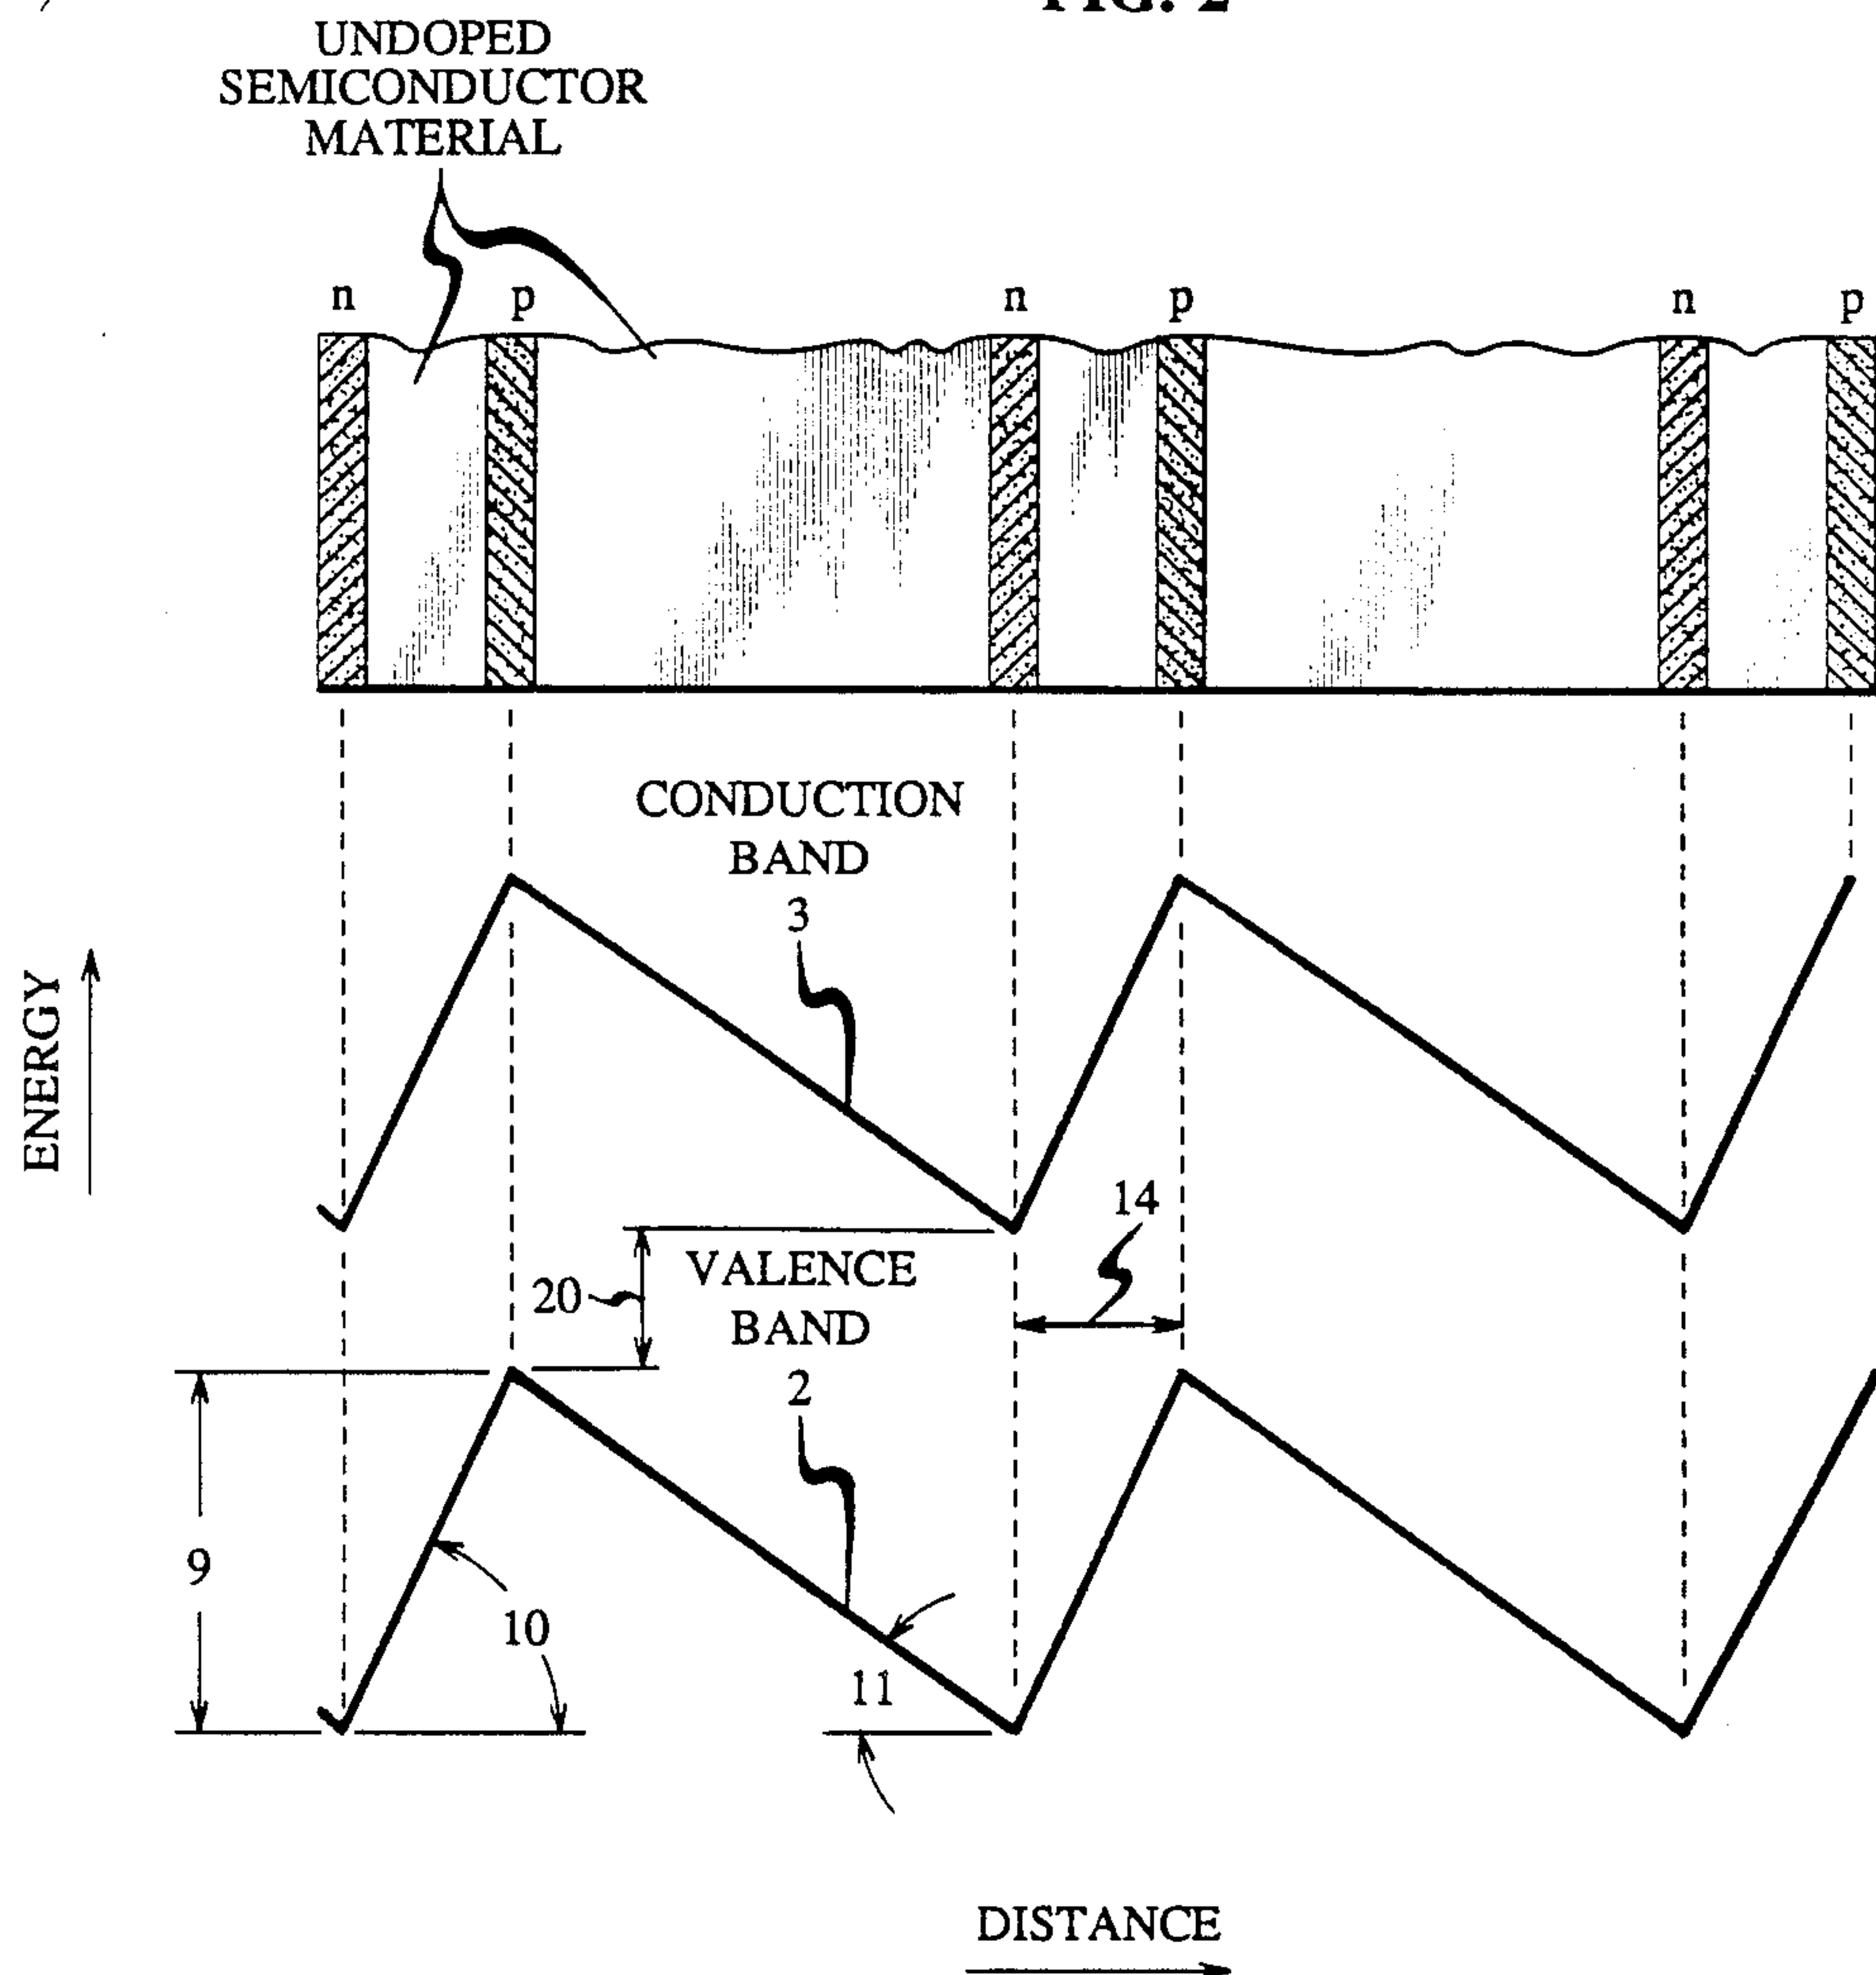 FIG. 2
UNDOPED
SEMICONDUCTOR
MATERIAL
n p n p n p
CONDUCTION
BAND
3
ENERGY
14
VALENCE
BAND
20
2
9
10
11
DISTANCE